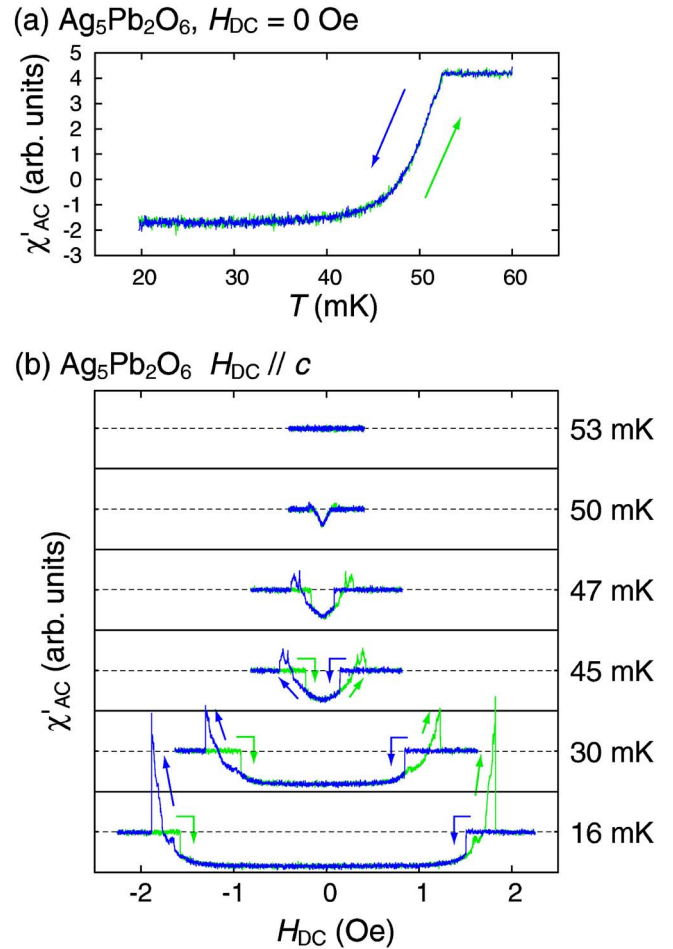 (a) Ag5Pb2O6, HDC = 0 Oe
5
4
3
2
1
0
-1
-2
-3
χ'AC (arb. units)
20 30 40 50 60
T (mK)
(b) Ag5Pb2O6 HDC // c
53 mK
50 mK
47 mK
45 mK
30 mK
16 mK
χ'AC (arb. units)
-2 -1 0 1 2
HDC (Oe)